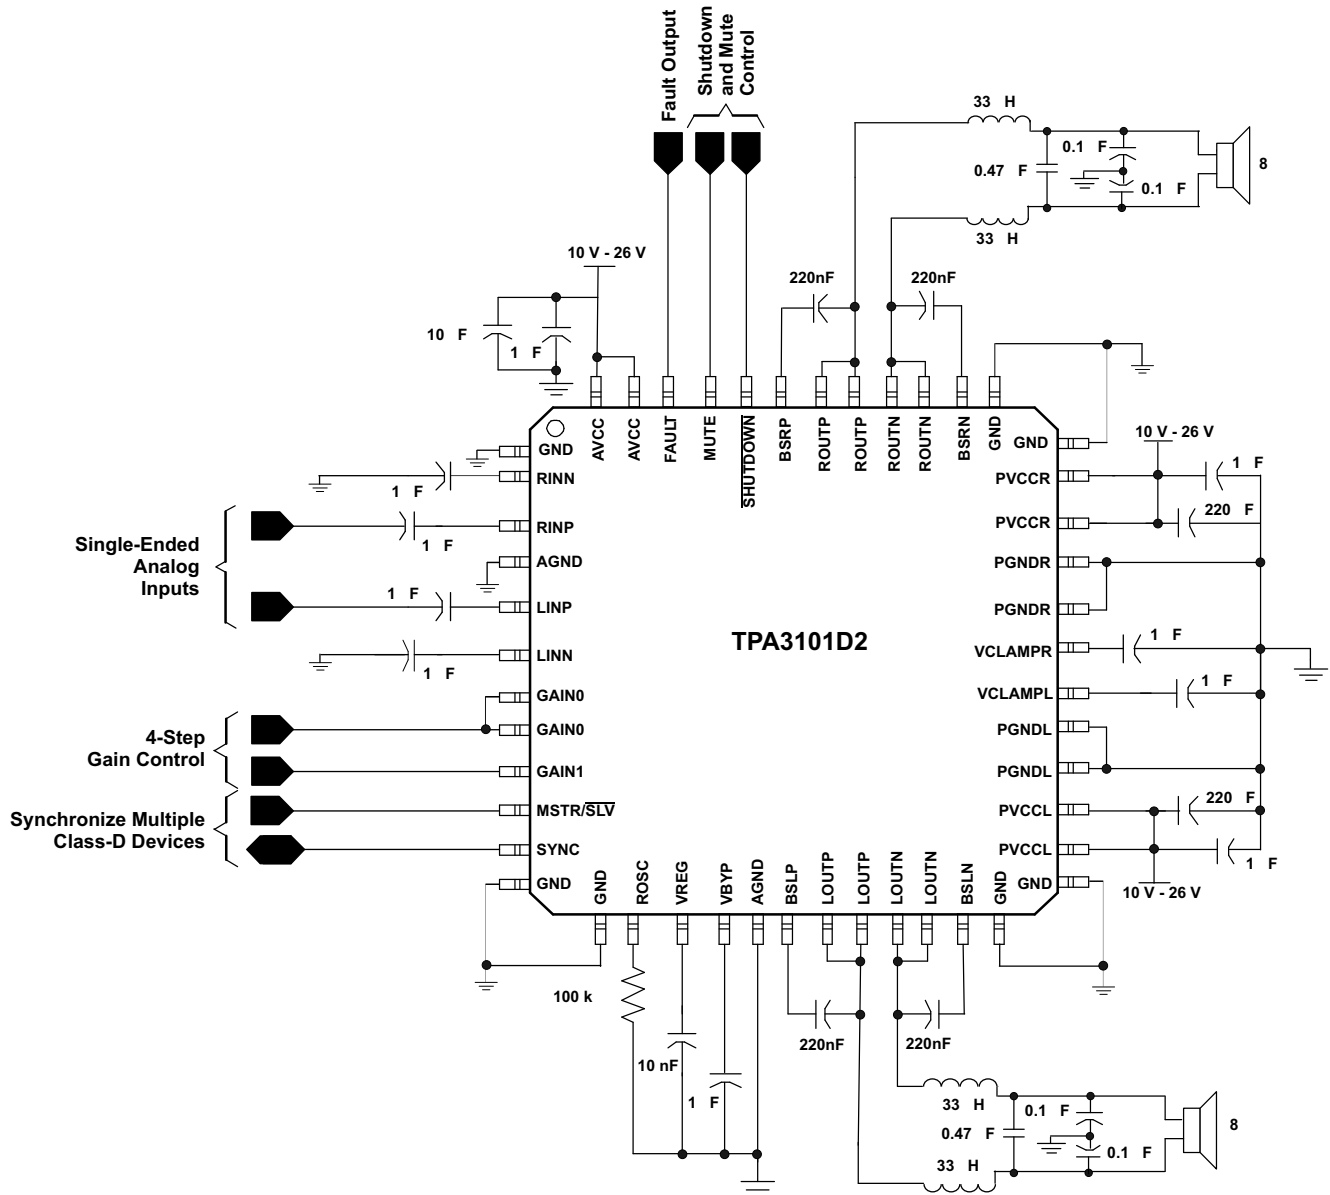 Fault Output
Shutdown
and Mute
Control
33 H
0.1 F
0.47 F
0.1 F
8
33 H
10 V - 26 V
220nF
220nF
10 F
1 F
AVCC
AVCC
FAULT
MUTE
SHUTDOWN
BSRP
ROUTP
ROUTP
ROUTN
ROUTN
BSRN
GND
GND
RINN
1 F
Single-Ended
Analog
Inputs
RINP
1 F
AGND
1 F
LINP
LINN
1 F
GAIN0
4-Step
Gain Control
GAIN0
GAIN1
Synchronize Multiple
Class-D Devices
MSTR/SLV
SYNC
GND
TPA3101D2
GND
10 V - 26 V
PVCCR
1 F
PVCCR
220 F
PGNDR
PGNDR
VCLAMPR
1 F
VCLAMPL
1 F
PGNDL
PGNDL
PVCCL
220 F
PVCCL
1 F
GND
10 V - 26 V
GND
ROSC
VREG
VBYP
AGND
BSLP
LOUTP
LOUTP
LOUTN
LOUTN
BSLN
GND
100 k
10 nF
1 F
220nF
220nF
33 H
0.1 F
0.47 F
0.1 F
8
33 H